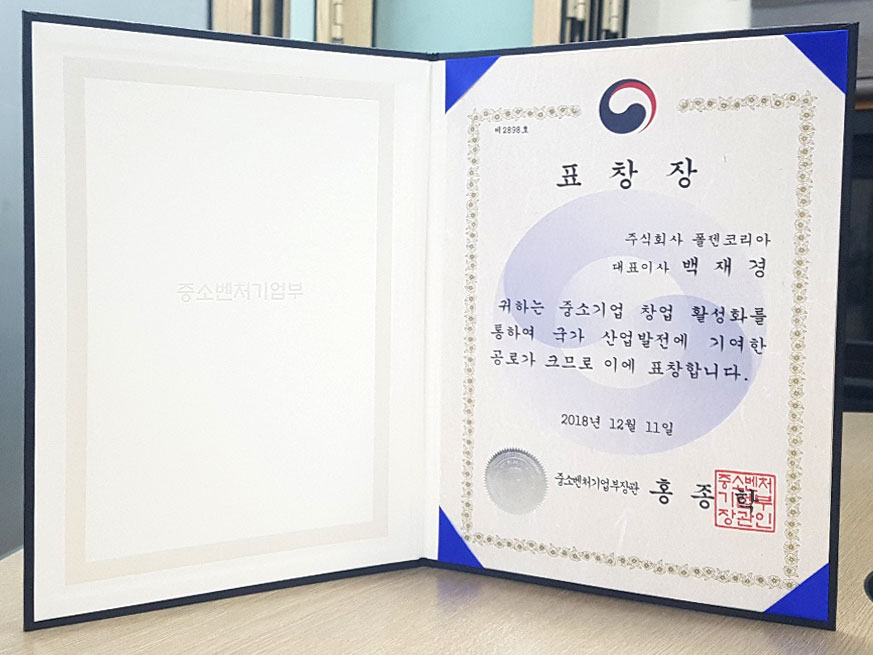 중소벤처기업부
제2898호
표창장
주식회사 폴젠코리아
대표이사 백재경
귀하는 중소기업 창업 활성화를
통하여 국가 산업발전에 기여한
공로가 크므로 이에 표창합니다.
2018년 12월 11일
중소벤처기업부장관 홍종학
중소벤처
기업부
장관인